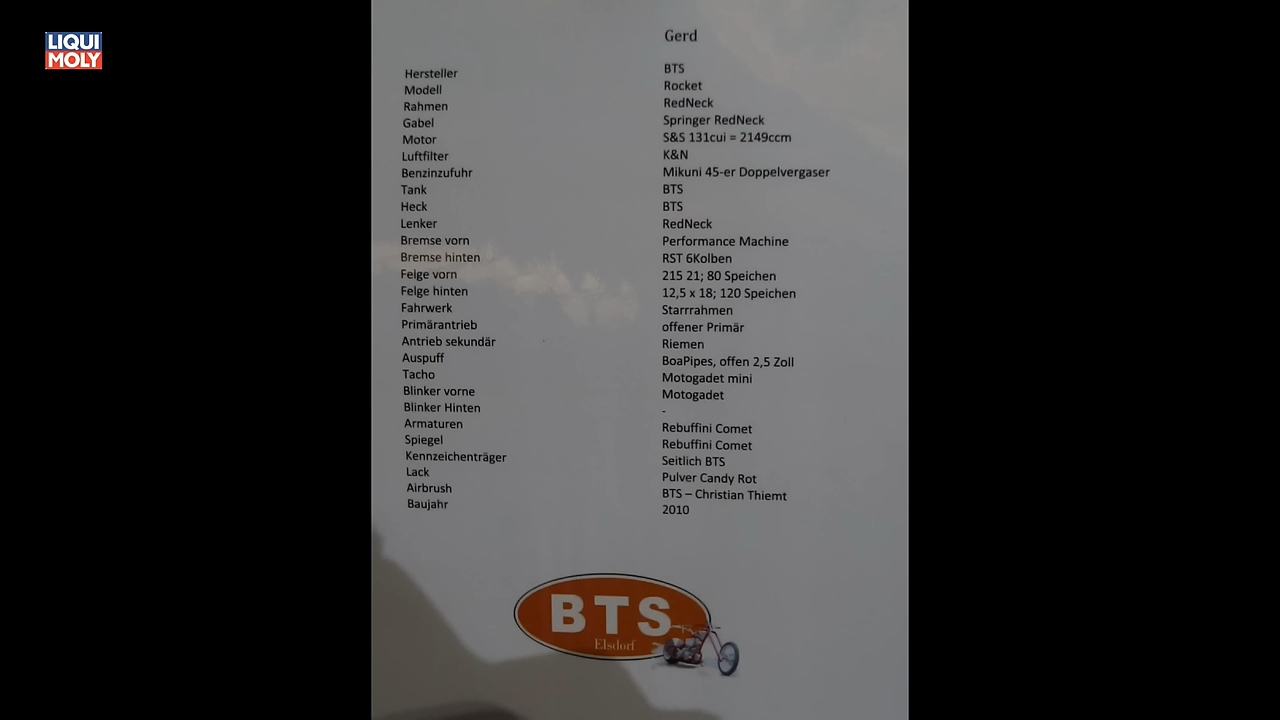 LIQUI
MOLY
Gerd
Hersteller BTS
Modell Rocket
Rahmen RedNeck
Gabel Springer RedNeck
Motor S&S 131cui = 2149ccm
Luftfilter K&N
Benzinzufuhr Mikuni 45-er Doppelvergaser
Tank BTS
Heck BTS
Lenker RedNeck
Bremse vorn Performance Machine
Bremse hinten RST 6Kolben
Felge vorn 215 21; 80 Speichen
Felge hinten 12,5 x 18; 120 Speichen
Fahrwerk Starrrahmen
Primärantrieb offener Primär
Antrieb sekundär Riemen
Auspuff BoaPipes, offen 2,5 Zoll
Tacho Motogadet mini
Blinker vorne Motogadet
Blinker Hinten -
Armaturen Rebuffini Comet
Spiegel Rebuffini Comet
Kennzeichenträger Seitlich BTS
Lack Pulver Candy Rot
Airbrush BTS – Christian Thiemt
Baujahr 2010
BTS
Elsdorf